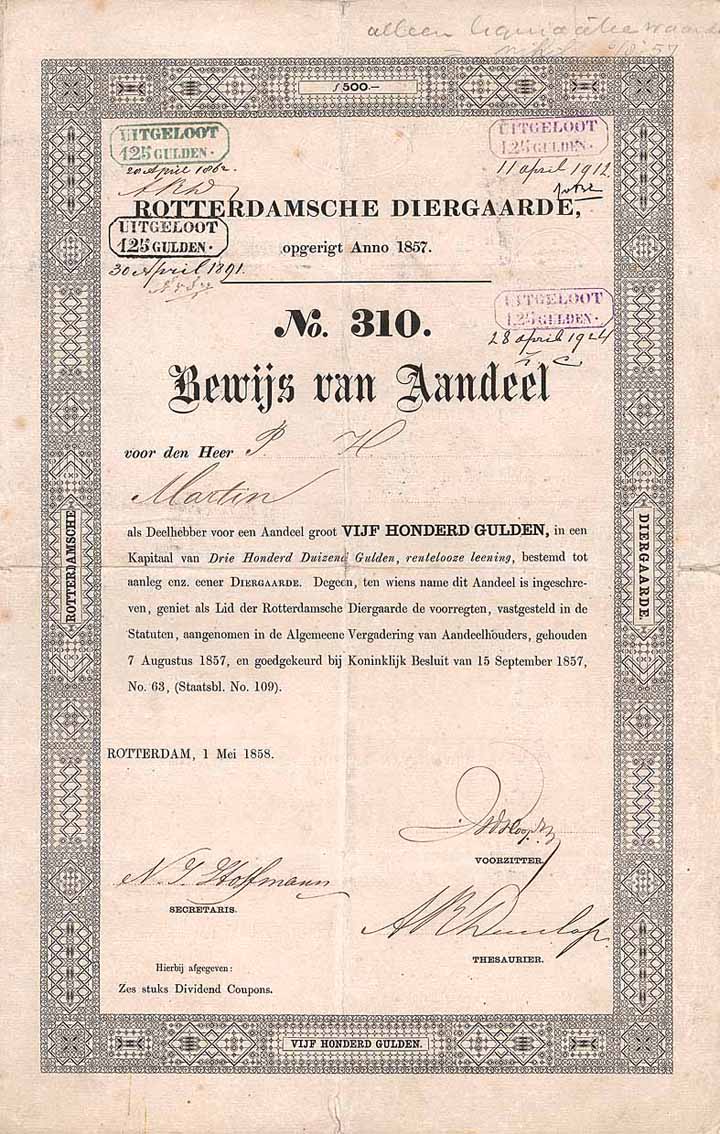 alleen liquidatie waarde
ƒ 500.—
UITGELOOT
125 GULDEN.
20 April 1862.
UITGELOOT
125 GULDEN.
11 april 1912
ROTTERDAMSCHE DIERGAARDE,
UITGELOOT
125 GULDEN.
30 April 1891.
opgerigt Anno 1857.
UITGELOOT
125 GULDEN.
28 april 1924
No. 310.
Bewijs van Aandeel
voor den Heer P. H
Martin
als Deelhebber voor een Aandeel groot VIJF HONDERD GULDEN, in een
Kapitaal van Drie Honderd Duizend Gulden, rentelooze leening, bestemd tot
aanleg enz. eener DIERGAARDE. Degeen, ten wiens name dit Aandeel is ingeschre-
ven, geniet als Lid der Rotterdamsche Diergaarde de voorregten, vastgesteld in de
Statuten, aangenomen in de Algemeene Vergadering van Aandeelhouders, gehouden
7 Augustus 1857, en goedgekeurd bij Koninklijk Besluit van 15 September 1857,
No. 63, (Staatsbl. No. 109).
ROTTERDAMSCHE
DIERGAARDE.
ROTTERDAM, 1 Mei 1858.
VOORZITTER.
N. J. Hoffmann
SECRETARIS.
A R Dunlop
THESAURIER.
Hierbij afgegeven:
Zes stuks Dividend Coupons.
VIJF HONDERD GULDEN.